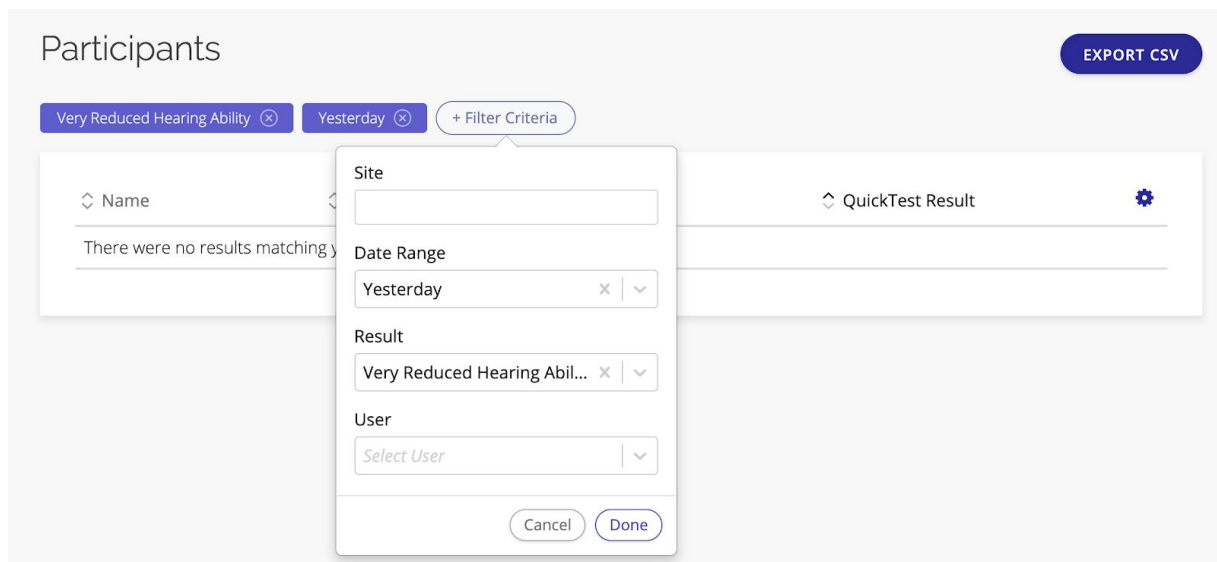 Participants
EXPORT CSV
Very Reduced Hearing Ability
Yesterday
+ Filter Criteria
Name
QuickTest Result
There were no results matching
Site
Date Range
Yesterday
Result
Very Reduced Hearing Abil...
User
Select User
Cancel
Done